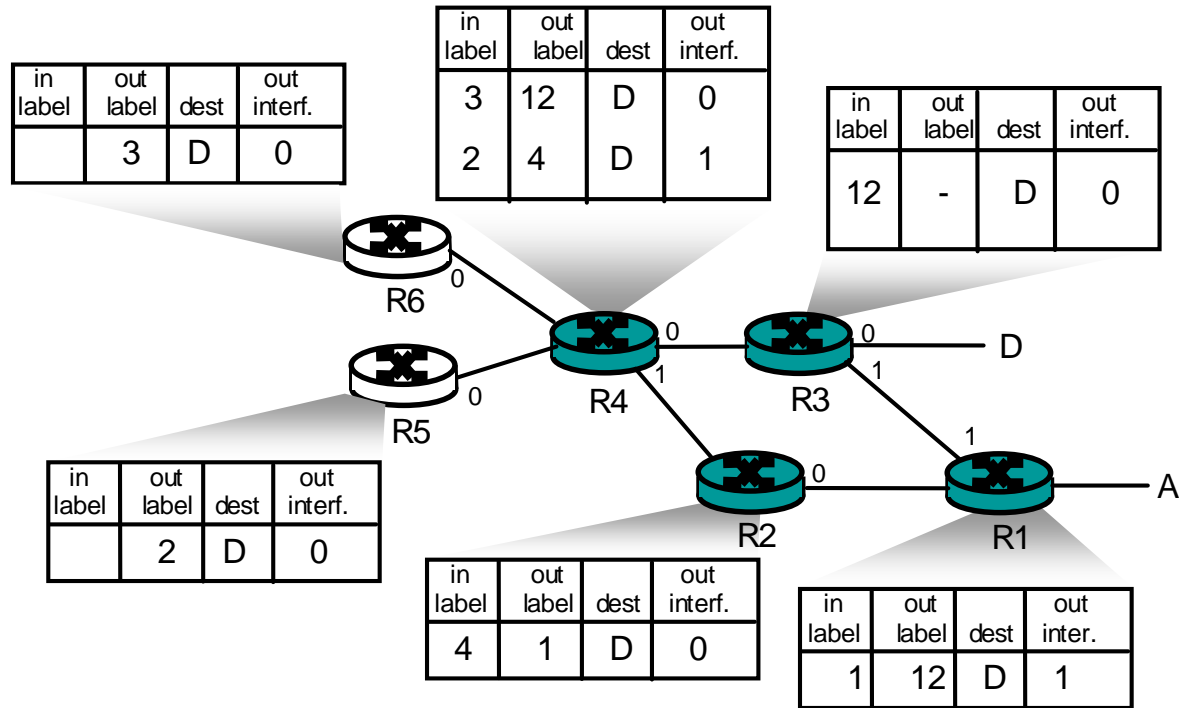 in out dest out
label label interf.
3 D 0
in out dest out
label label interf.
3 12 D 0
2 4 D 1
in out dest out
label label interf.
12 - D 0
0
R6
0
R5
0
1
R4
0
1
R3
D
0
R2
1
R1
A
in out dest out
label label interf.
2 D 0
in out dest out
label label interf.
4 1 D 0
in out dest out
label label inter.
1 12 D 1